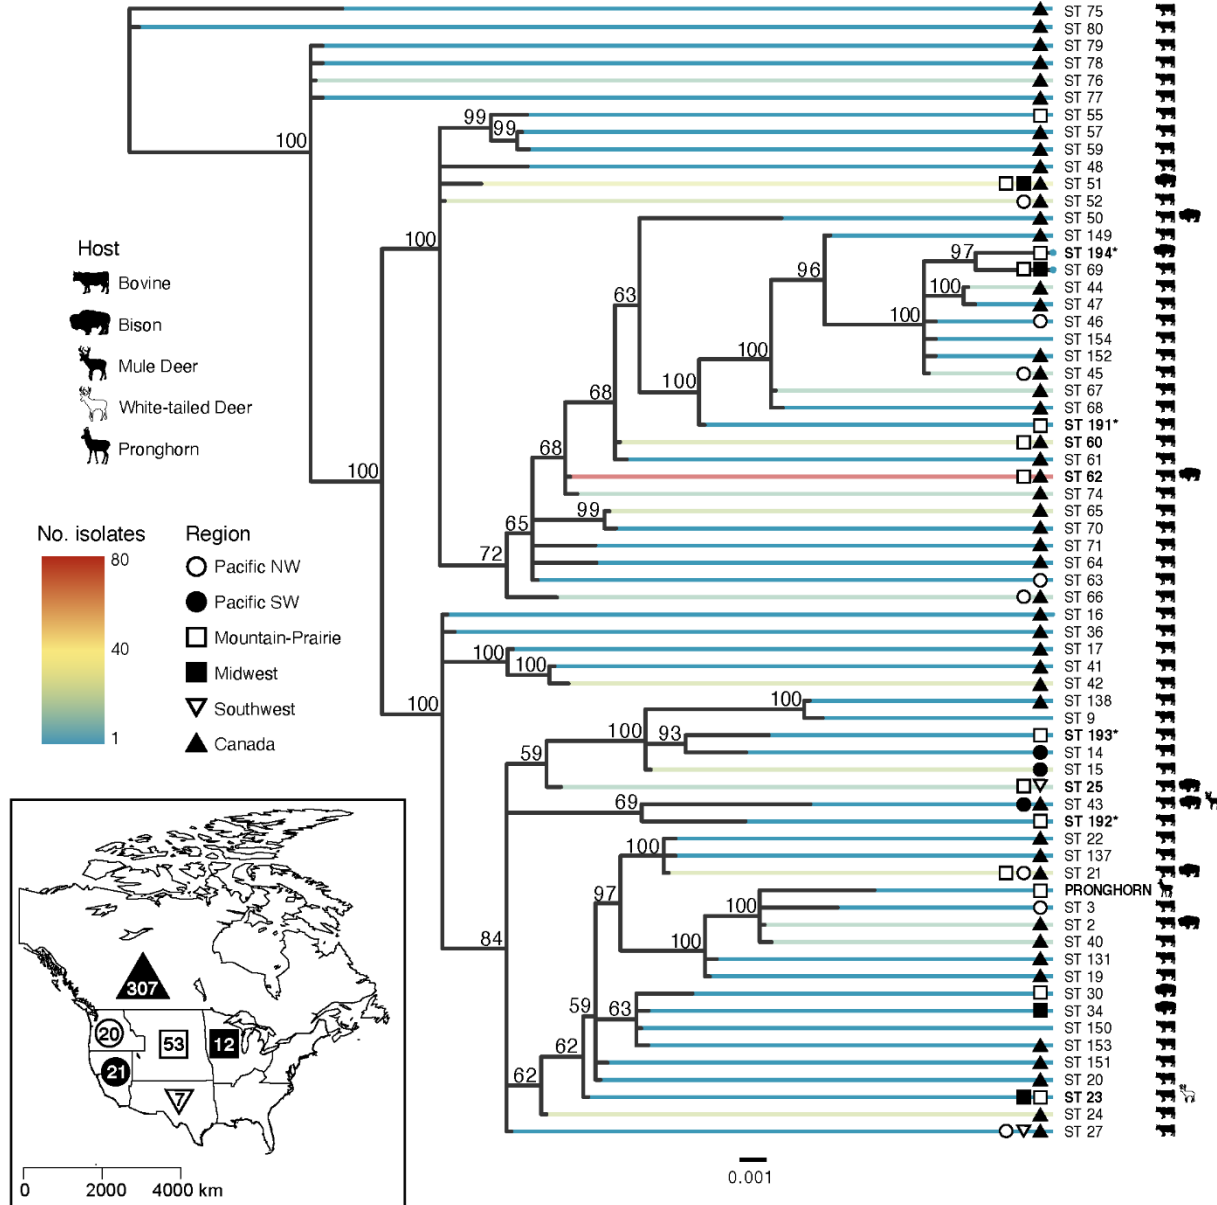 ST 75
ST 80
ST 79
ST 78
ST 76
ST 77
ST 55
ST 57
ST 59
ST 48
ST 51
ST 52
ST 50
ST 149
ST 194*
ST 69
ST 44
ST 47
ST 46
ST 154
ST 152
ST 45
ST 67
ST 68
ST 191*
ST 60
ST 61
ST 62
ST 74
ST 65
ST 70
ST 71
ST 64
ST 63
ST 66
ST 16
ST 36
ST 17
ST 41
ST 42
ST 138
ST 9
ST 193*
ST 14
ST 15
ST 25
ST 43
ST 192*
ST 22
ST 137
ST 21
PRONGHORN
ST 3
ST 2
ST 40
ST 131
ST 19
ST 30
ST 34
ST 150
ST 153
ST 151
ST 20
ST 23
ST 24
ST 27
100
99
99
100
97
96
100
63
100
100
100
68
68
100
99
65
72
100
100
100
100
100
93
59
69
100
97
100
100
84
59
63
62
62
Host
Bovine
Bison
Mule Deer
White-tailed Deer
Pronghorn
No. isolates
80
40
1
Region
Pacific NW
Pacific SW
Mountain-Prairie
Midwest
Southwest
Canada
307
20
53
12
21
7
0 2000 4000 km
0.001